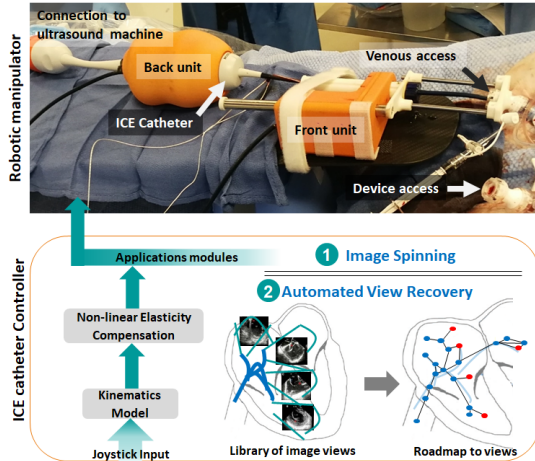 Robotic manipulator
Connection to
ultrasound machine
Back unit
Venous access
ICE Catheter
Front unit
Device access
ICE catheter Controller
Applications modules
1 Image Spinning
2 Automated View Recovery
Non-linear Elasticity
Compensation
Kinematics
Model
Joystick Input
Library of image views
Roadmap to views